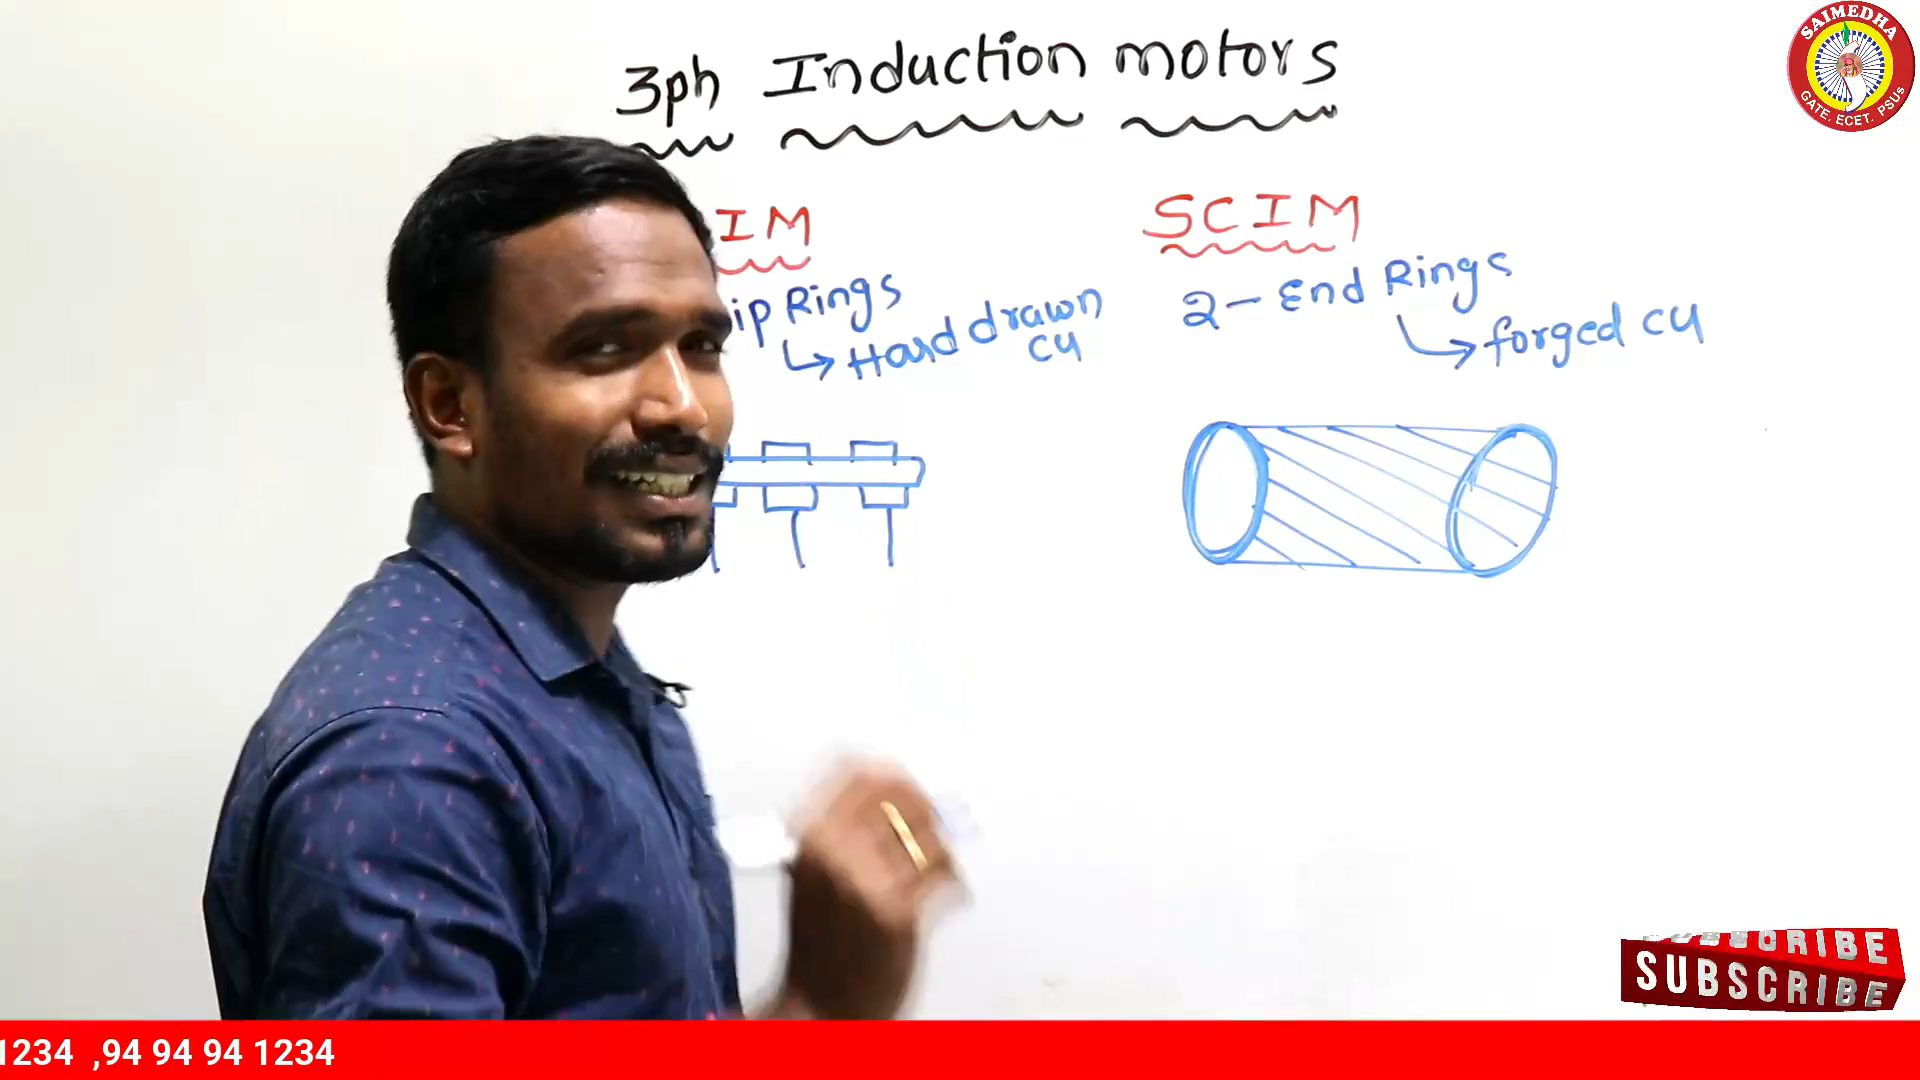 3ph Induction motors
IM
SCIM
ip Rings
Hard drawn
cu
2 - End Rings
forged cu
SAIMEDHA
GATE. ECET. PSUs
SUBSCRIBE
SUBSCRIBE
1234 ,94 94 94 1234